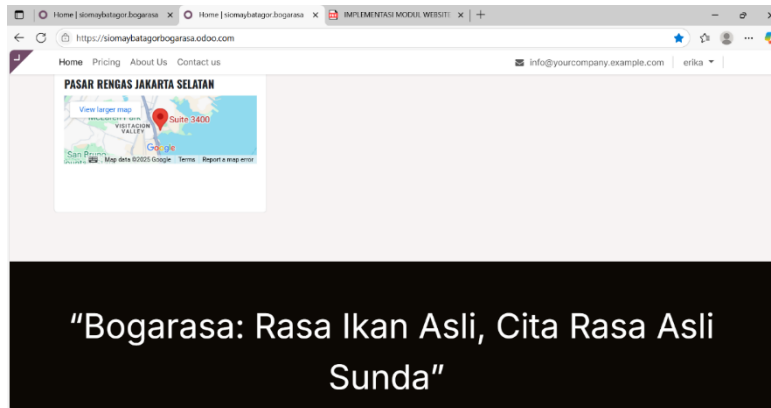 Home | siomaybatagor.bogarasa
Home | siomaybatagor.bogarasa
IMPLEMENTASI MODUL WEBSITE
https://siomaybatagorbogarasa.odoo.com
Home Pricing About Us Contact us
info@yourcompany.example.com erika
PASAR RENGAS JAKARTA SELATAN
View larger map
VISITACION
VALLEY
Suite 3400
San Bruno
Google
Map data ©2025 Google Terms Report a map error
“Bogarasa: Rasa Ikan Asli, Cita Rasa Asli
Sunda”